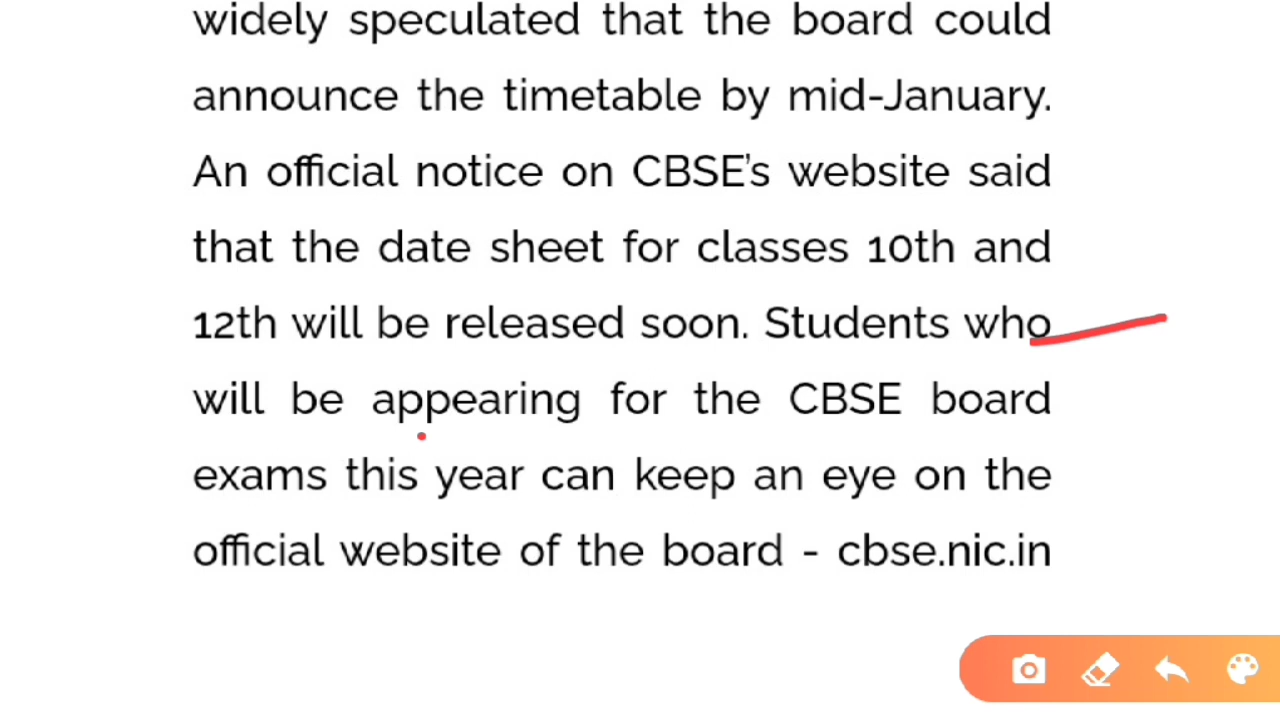 widely speculated that the board could
announce the timetable by mid-January.
An official notice on CBSE's website said
that the date sheet for classes 10th and
12th will be released soon. Students who
will be appearing for the CBSE board
exams this year can keep an eye on the
official website of the board - cbse.nic.in